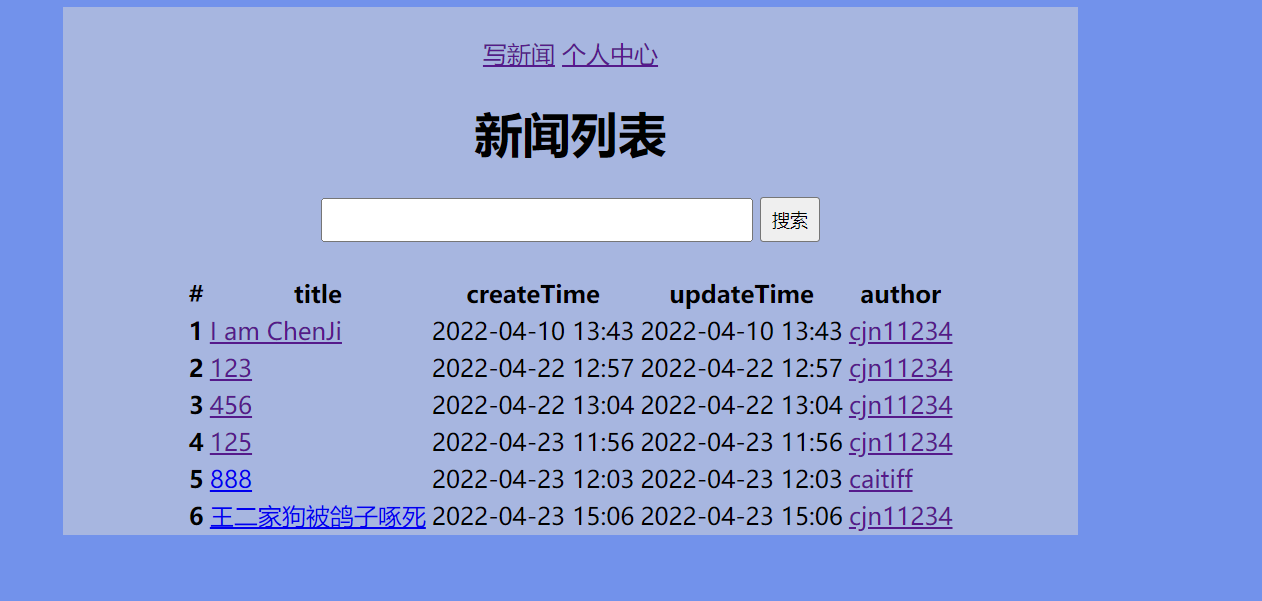 写新闻 个人中心
新闻列表
搜索
# title createTime updateTime author
1 I am ChenJi 2022-04-10 13:43 2022-04-10 13:43 cjn11234
2 123 2022-04-22 12:57 2022-04-22 12:57 cjn11234
3 456 2022-04-22 13:04 2022-04-22 13:04 cjn11234
4 125 2022-04-23 11:56 2022-04-23 11:56 cjn11234
5 888 2022-04-23 12:03 2022-04-23 12:03 caitiff
6 王二家狗被鸽子啄死 2022-04-23 15:06 2022-04-23 15:06 cjn11234